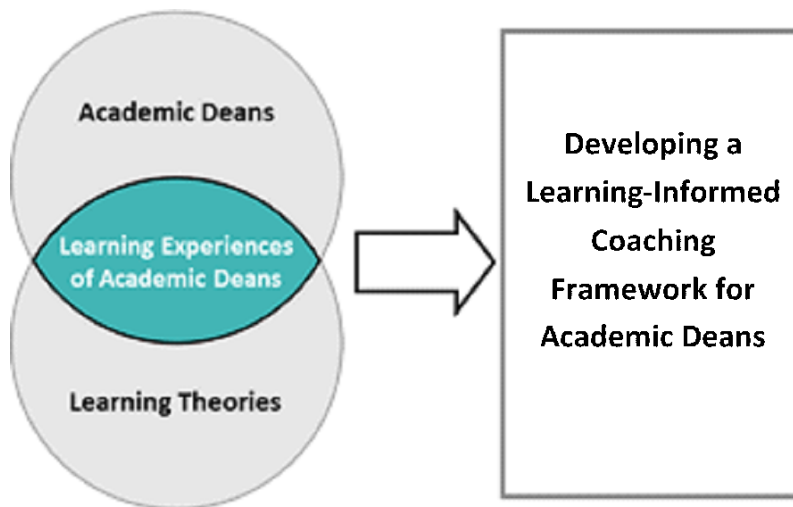 Academic Deans
Learning Experiences
of Academic Deans
Learning Theories
Developing a
Learning-Informed
Coaching
Framework for
Academic Deans